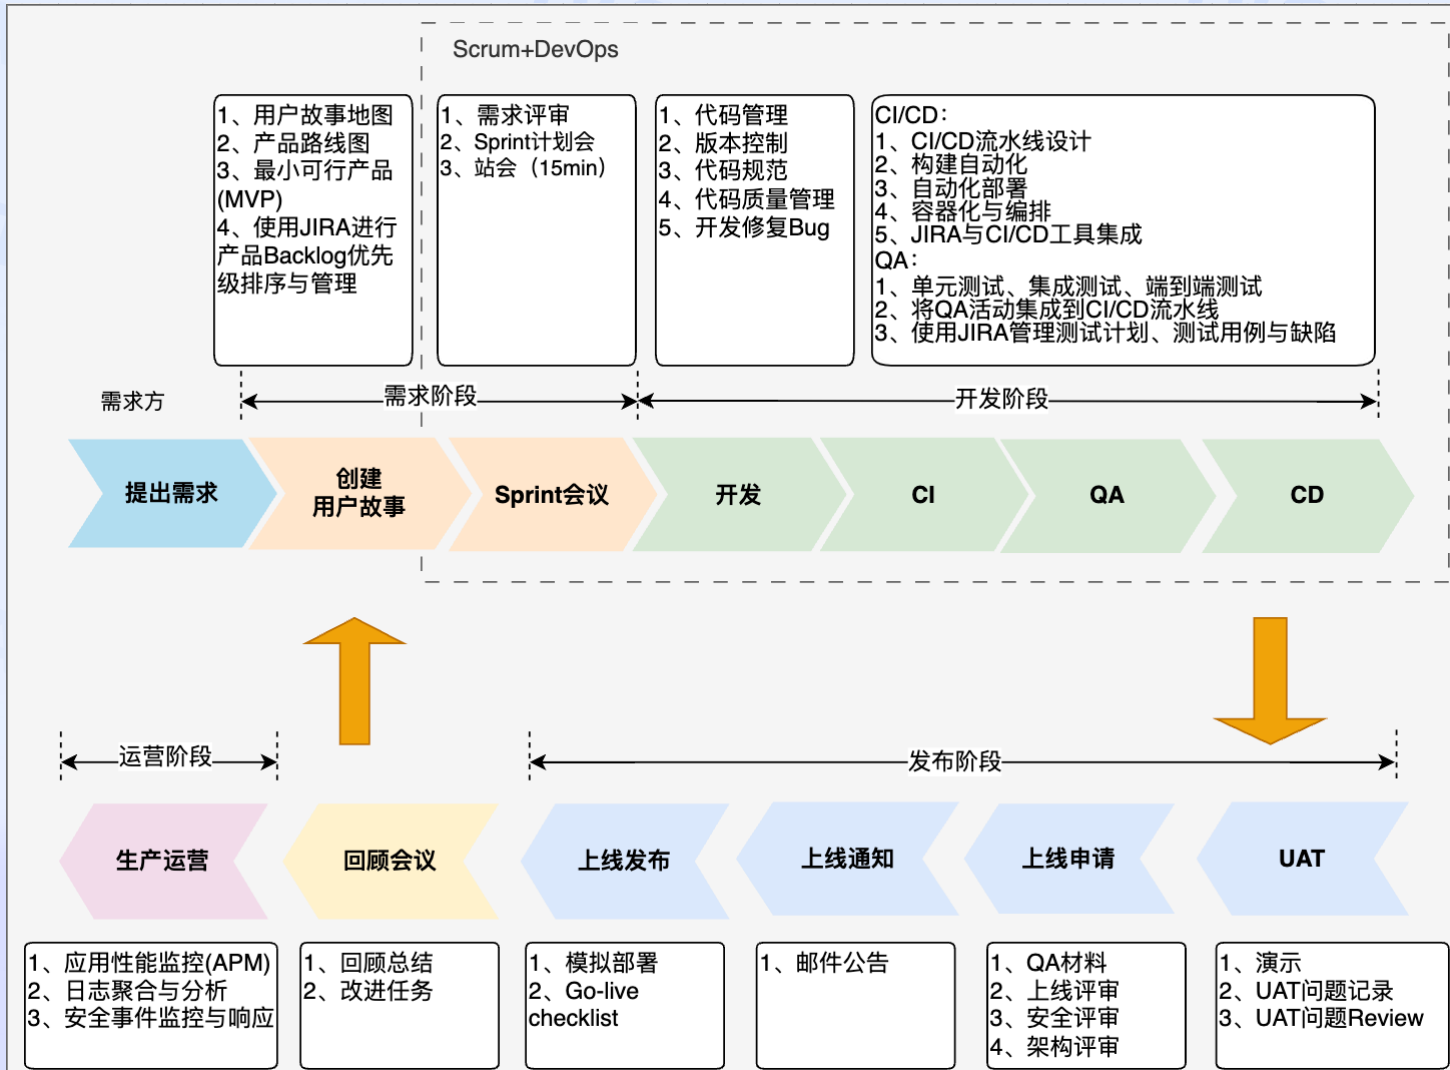 Scrum+DevOps
1、用户故事地图
2、产品路线图
3、最小可行产品
(MVP)
4、使用JIRA进行
产品Backlog优先
级排序与管理
1、需求评审
2、Sprint计划会
3、站会（15min）
1、代码管理
2、版本控制
3、代码规范
4、代码质量管理
5、开发修复Bug
CI/CD：
1、CI/CD流水线设计
2、构建自动化
3、自动化部署
4、容器化与编排
5、JIRA与CI/CD工具集成
QA：
1、单元测试、集成测试、端到端测试
2、将QA活动集成到CI/CD流水线
3、使用JIRA管理测试计划、测试用例与缺陷
需求方
需求阶段
开发阶段
提出需求
创建
用户故事
Sprint会议
开发
CI
QA
CD
运营阶段
发布阶段
生产运营
回顾会议
上线发布
上线通知
上线申请
UAT
1、应用性能监控(APM)
2、日志聚合与分析
3、安全事件监控与响应
1、回顾总结
2、改进任务
1、模拟部署
2、Go-live
checklist
1、邮件公告
1、QA材料
2、上线评审
3、安全评审
4、架构评审
1、演示
2、UAT问题记录
3、UAT问题Review